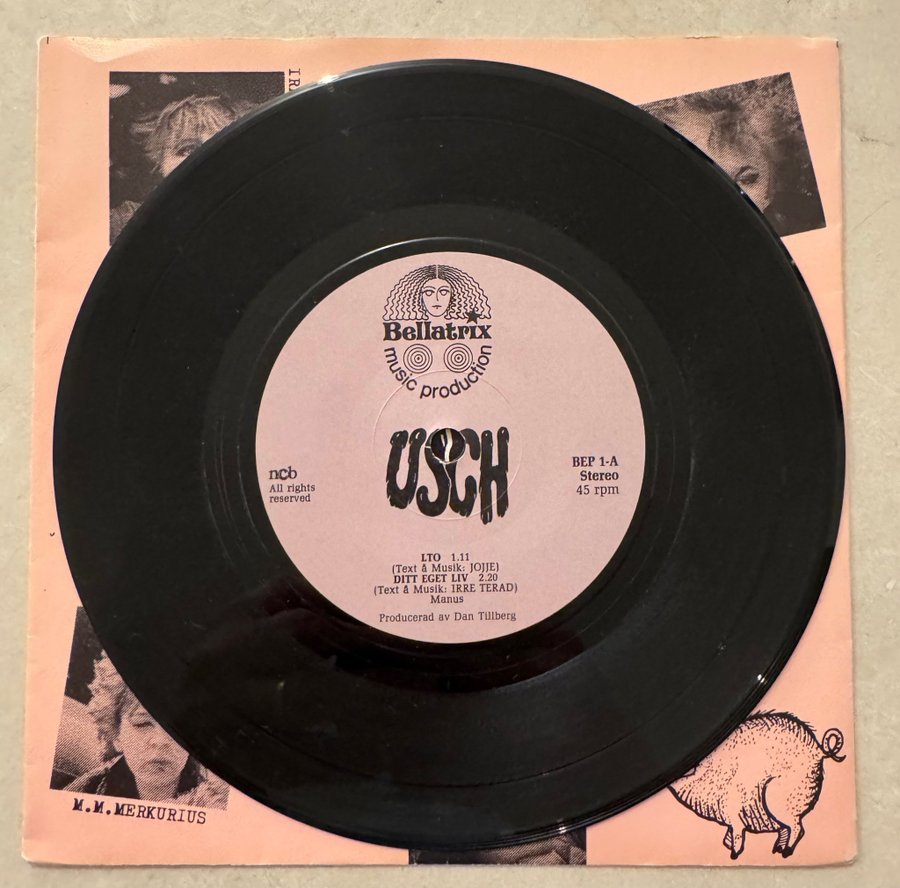 IR
Bellatrix
music production
USCH
ncb
All rights
reserved
BEP 1-A
Stereo
45 rpm
LTO 1.11
(Text å Musik: JOJJE)
DITT EGET LIV 2.20
(Text å Musik: IRRE TERAD)
Manus
Producerad av Dan Tillberg
M.M.MERKURIUS